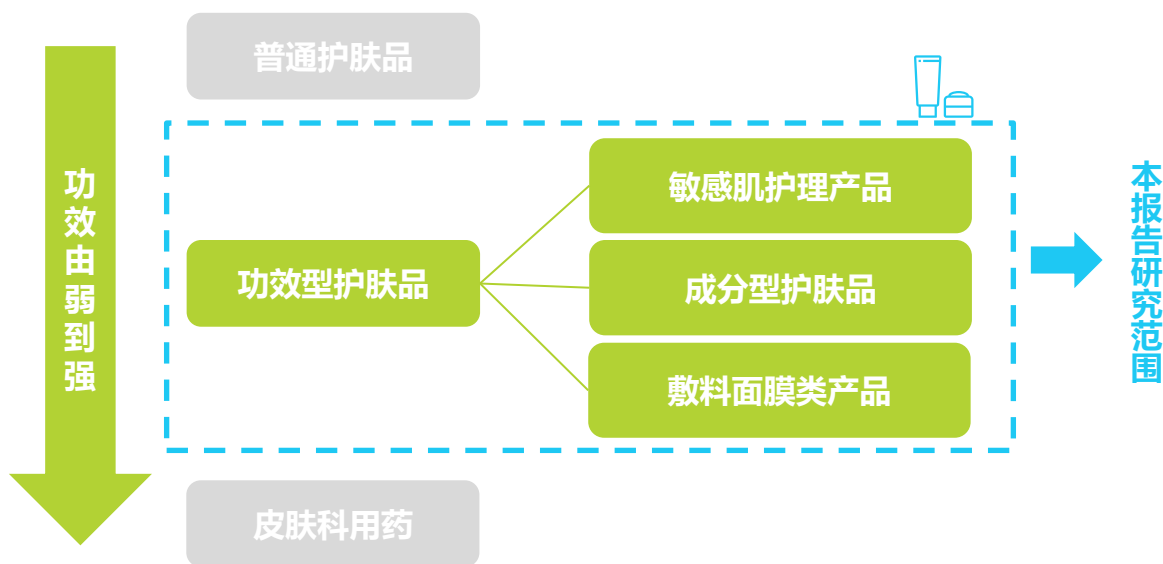 功效由弱到强
普通护肤品
功效型护肤品
敏感肌护理产品
成分型护肤品
敷料面膜类产品
皮肤科用药
本报告研究范围